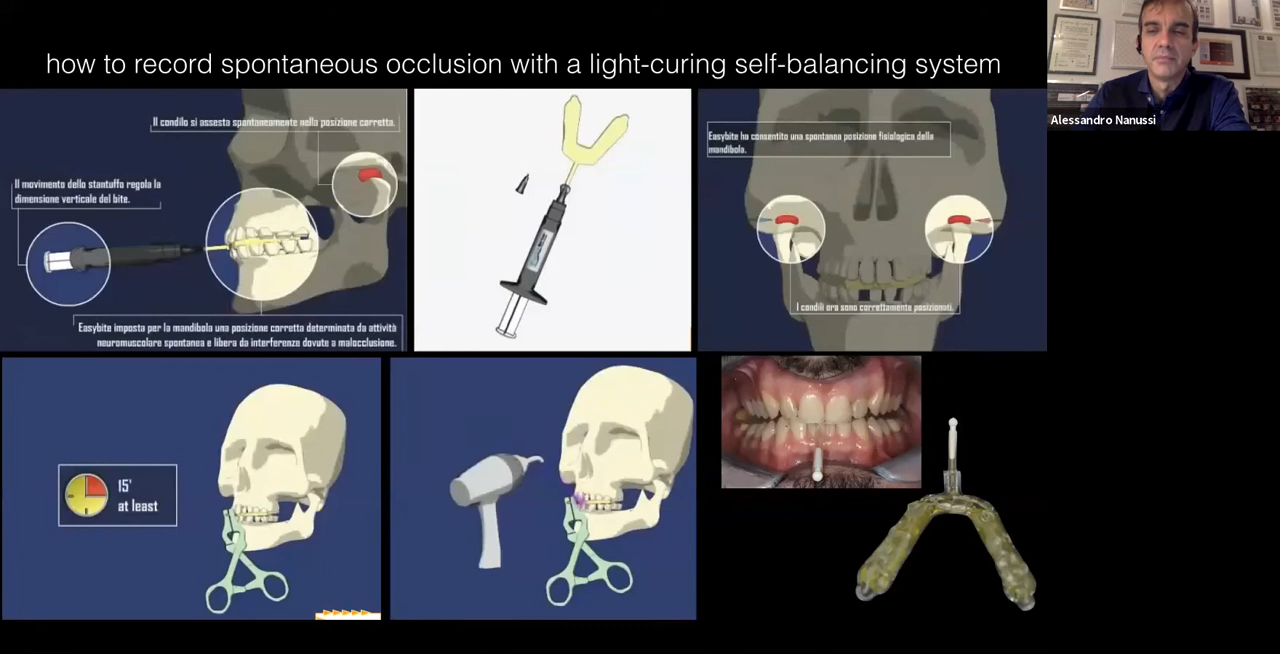 how to record spontaneous occlusion with a light-curing self-balancing system
Alessandro Nanussi
Il condilo si assesta spontaneamente nella posizione corretta.
Il movimento dello stantuffo regola la
dimensione verticale del bite.
Easybite imposta per la mandibola una posizione corretta determinata da attività
neuromuscolare spontanea e libera da interferenze dovute a malocclusione.
Easybite ha consentito una spontanea posizione fisiologica della
mandibola.
I condili ora sono correttamente posizionati.
15'
at least